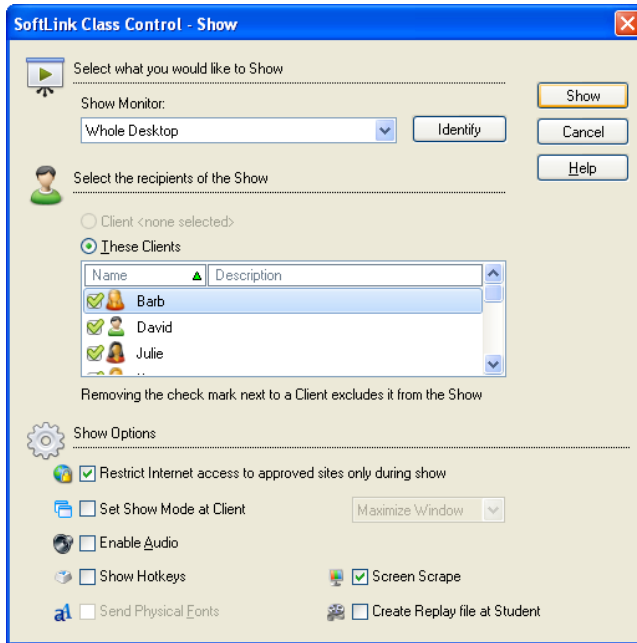 SoftLink Class Control - Show
Select what you would like to Show
Show Monitor:
Whole Desktop
Identify
Show
Cancel
Help
Select the recipients of the Show
Client <none selected>
These Clients
Name Description
Barb
David
Julie
Removing the check mark next to a Client excludes it from the Show
Show Options
Restrict Internet access to approved sites only during show
Set Show Mode at Client Maximize Window
Enable Audio
Show Hotkeys Screen Scrape
Send Physical Fonts Create Replay file at Student